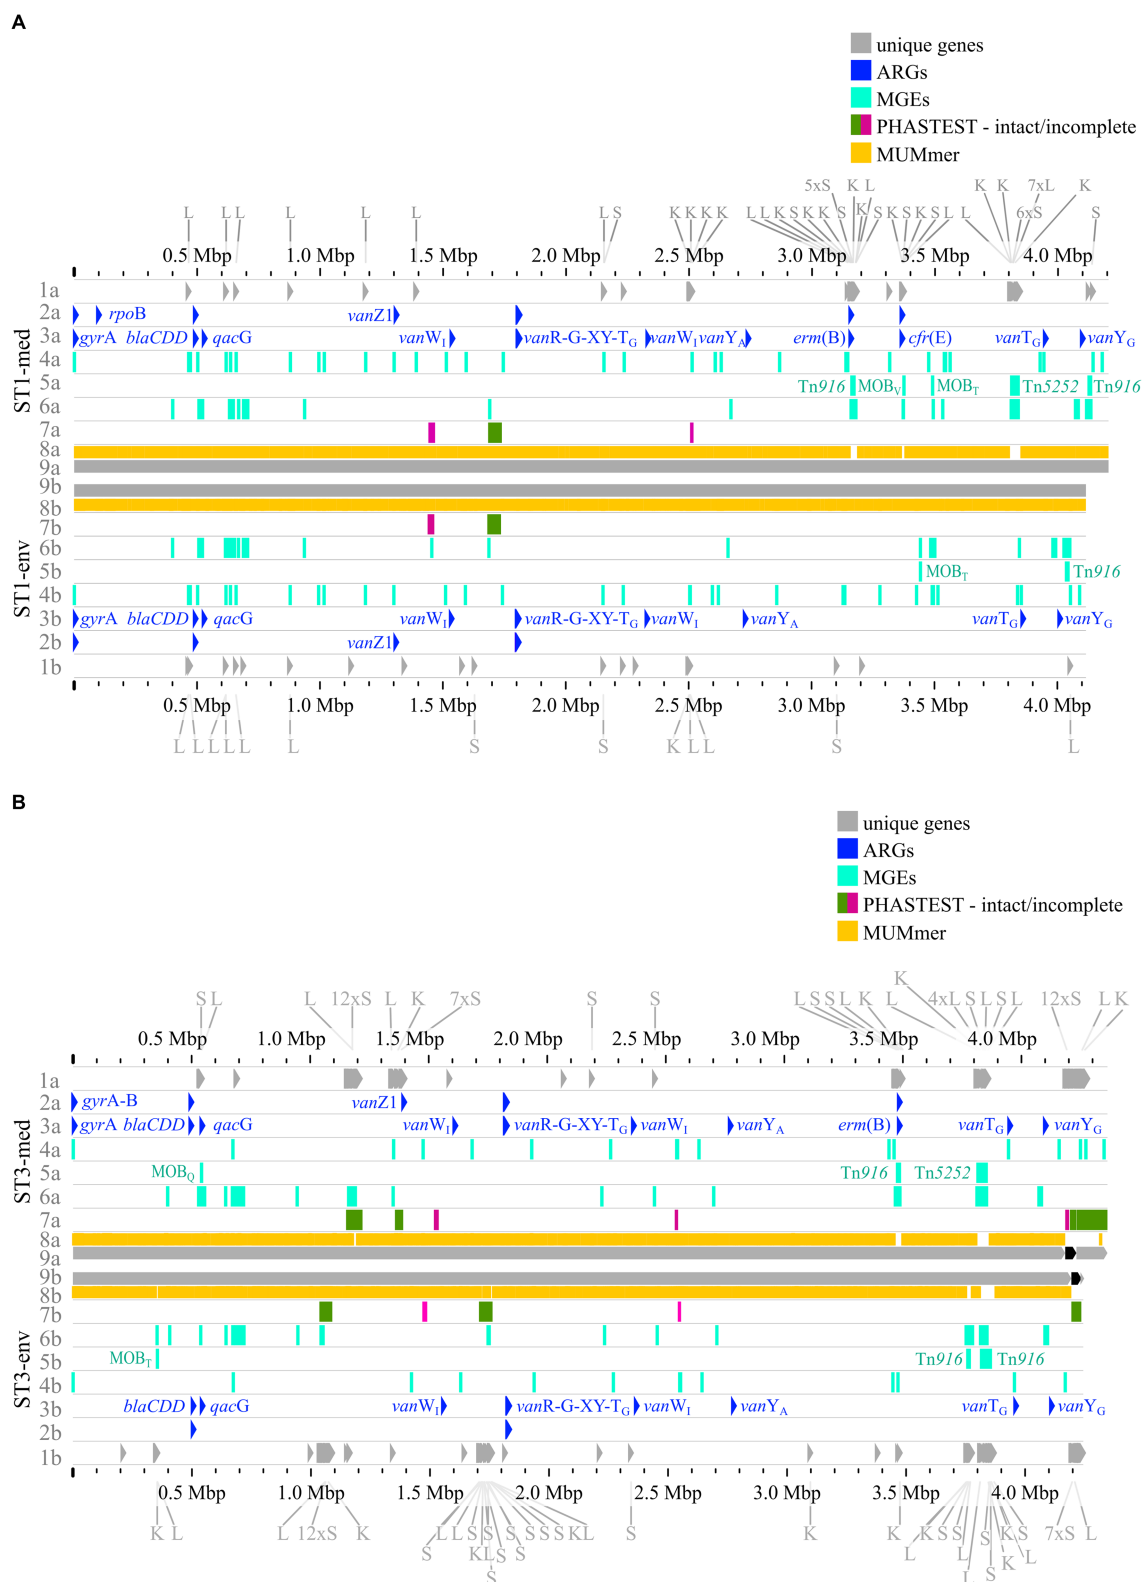 A
unique genes
ARGs
MGEs
PHASTEST - intact/incomplete
MUMmer
5xS K L K K 7xL K
L L L L L L L S K K K K L L K S K K S K S K S K S L L 6xS S
0.5 Mbp 1.0 Mbp 1.5 Mbp 2.0 Mbp 2.5 Mbp 3.0 Mbp 3.5 Mbp 4.0 Mbp
ST1-med
1a
2a rpoB vanZ1
3a gyrA blaCDD qacG vanWI vanR-G-XY-TG vanWI vanYA erm(B) cfr(E) vanTG vanYG
4a
5a Tn916 MOBV MOBT Tn5252 Tn916
6a
7a
8a
9a
ST1-env
9b
8b
7b
6b
5b MOBT Tn916
4b
3b gyrA blaCDD qacG vanWI vanR-G-XY-TG vanWI vanYA vanTG vanYG
2b vanZ1
1b
0.5 Mbp 1.0 Mbp 1.5 Mbp 2.0 Mbp 2.5 Mbp 3.0 Mbp 3.5 Mbp 4.0 Mbp
L L L L L L S S K L L S L
B
unique genes
ARGs
MGEs
PHASTEST - intact/incomplete
MUMmer
K
S L L 12xS L K 7xS S S L S S L K L 4xL S L S L 12xS L K
0.5 Mbp 1.0 Mbp 1.5 Mbp 2.0 Mbp 2.5 Mbp 3.0 Mbp 3.5 Mbp 4.0 Mbp
ST3-med
1a
2a gyrA-B vanZ1
3a gyrA blaCDD qacG vanWI vanR-G-XY-TG vanWI vanYA erm(B) vanTG vanYG
4a
5a MOBQ Tn916 Tn5252
6a
7a
8a
9a
ST3-env
9b
8b
7b
6b
5b MOBT Tn916 Tn916
4b
3b blaCDD qacG vanWI vanR-G-XY-TG vanWI vanYA vanTG vanYG
2b
1b
0.5 Mbp 1.0 Mbp 1.5 Mbp 2.0 Mbp 2.5 Mbp 3.0 Mbp 3.5 Mbp 4.0 Mbp
K L L 12xS K L L S S S S S S K L S K K K S S S K S 7xS L
S K L S S L L K L
S L S